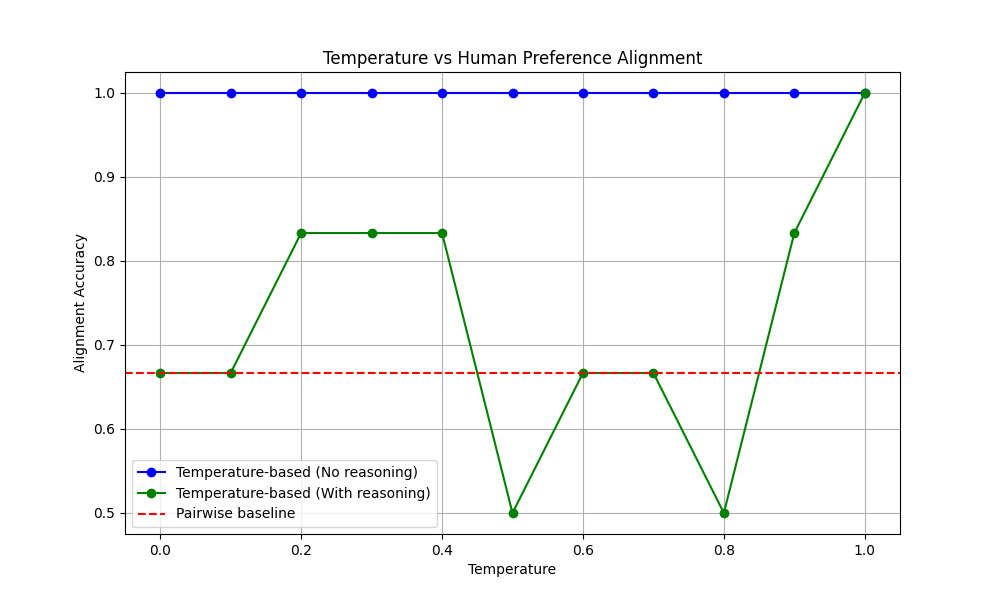 Temperature vs Human Preference Alignment
Alignment Accuracy
1.0
0.9
0.8
0.7
0.6
0.5
Temperature-based (No reasoning)
Temperature-based (With reasoning)
Pairwise baseline
0.0 0.2 0.4 0.6 0.8 1.0
Temperature